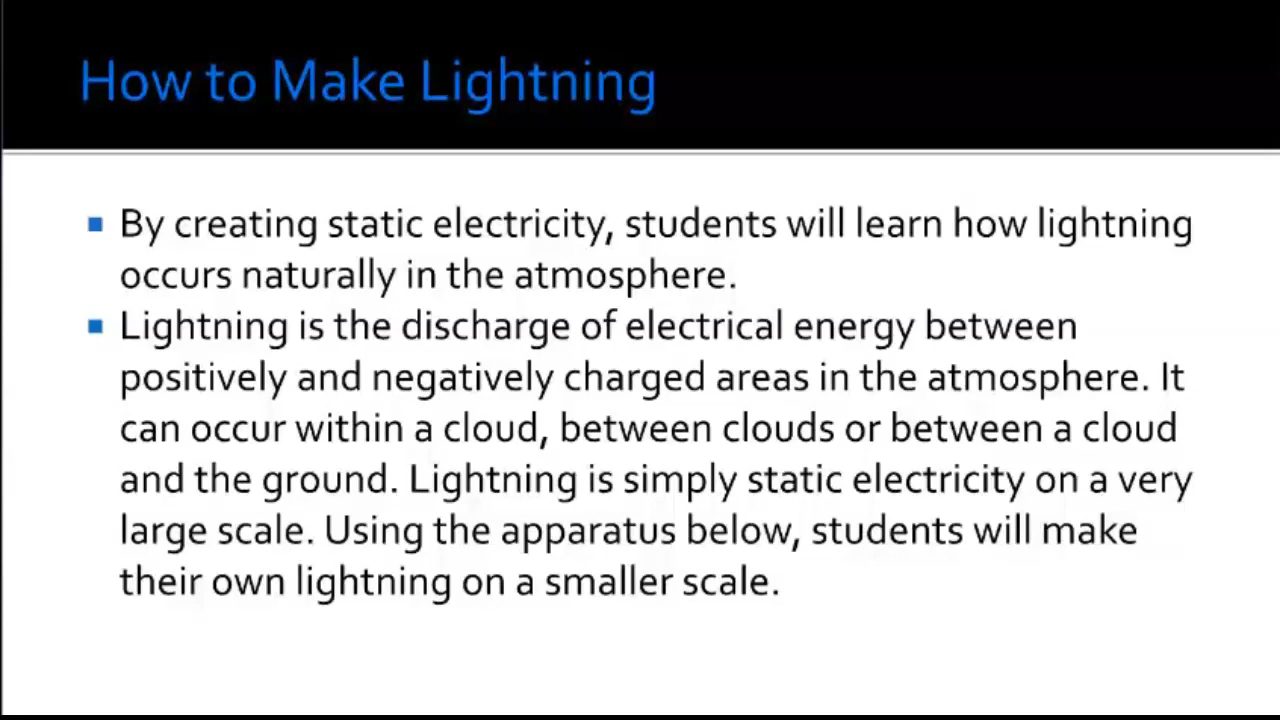 How to Make Lightning
▪ By creating static electricity, students will learn how lightning
occurs naturally in the atmosphere.
▪ Lightning is the discharge of electrical energy between
positively and negatively charged areas in the atmosphere. It
can occur within a cloud, between clouds or between a cloud
and the ground. Lightning is simply static electricity on a very
large scale. Using the apparatus below, students will make
their own lightning on a smaller scale.